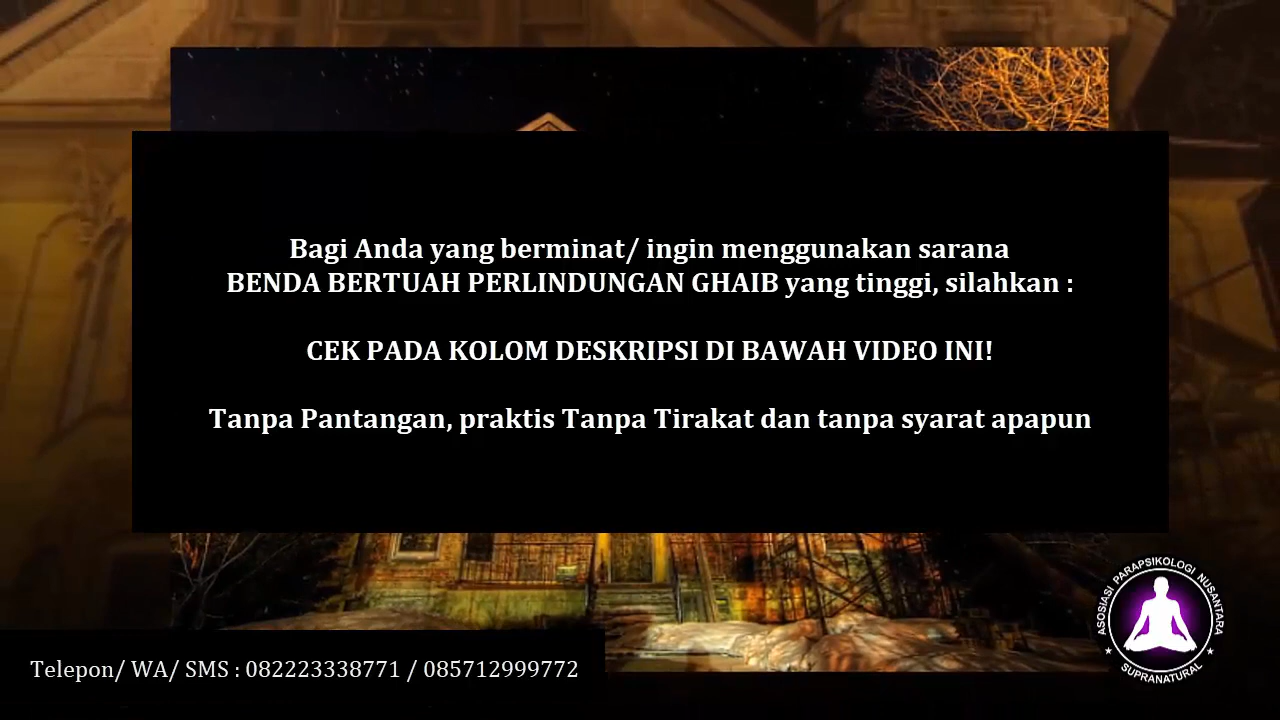 Bagi Anda yang berminat/ ingin menggunakan sarana
BENDA BERTUAH PERLINDUNGAN GHAIB yang tinggi, silahkan :
CEK PADA KOLOM DESKRIPSI DI BAWAH VIDEO INI!
Tanpa Pantangan, praktis Tanpa Tirakat dan tanpa syarat apapun
ASOSIASI PARAPSIKOLOGI NUSANTARA
SUPRANATURAL
Telepon/ WA/ SMS : 082223338771 / 085712999772